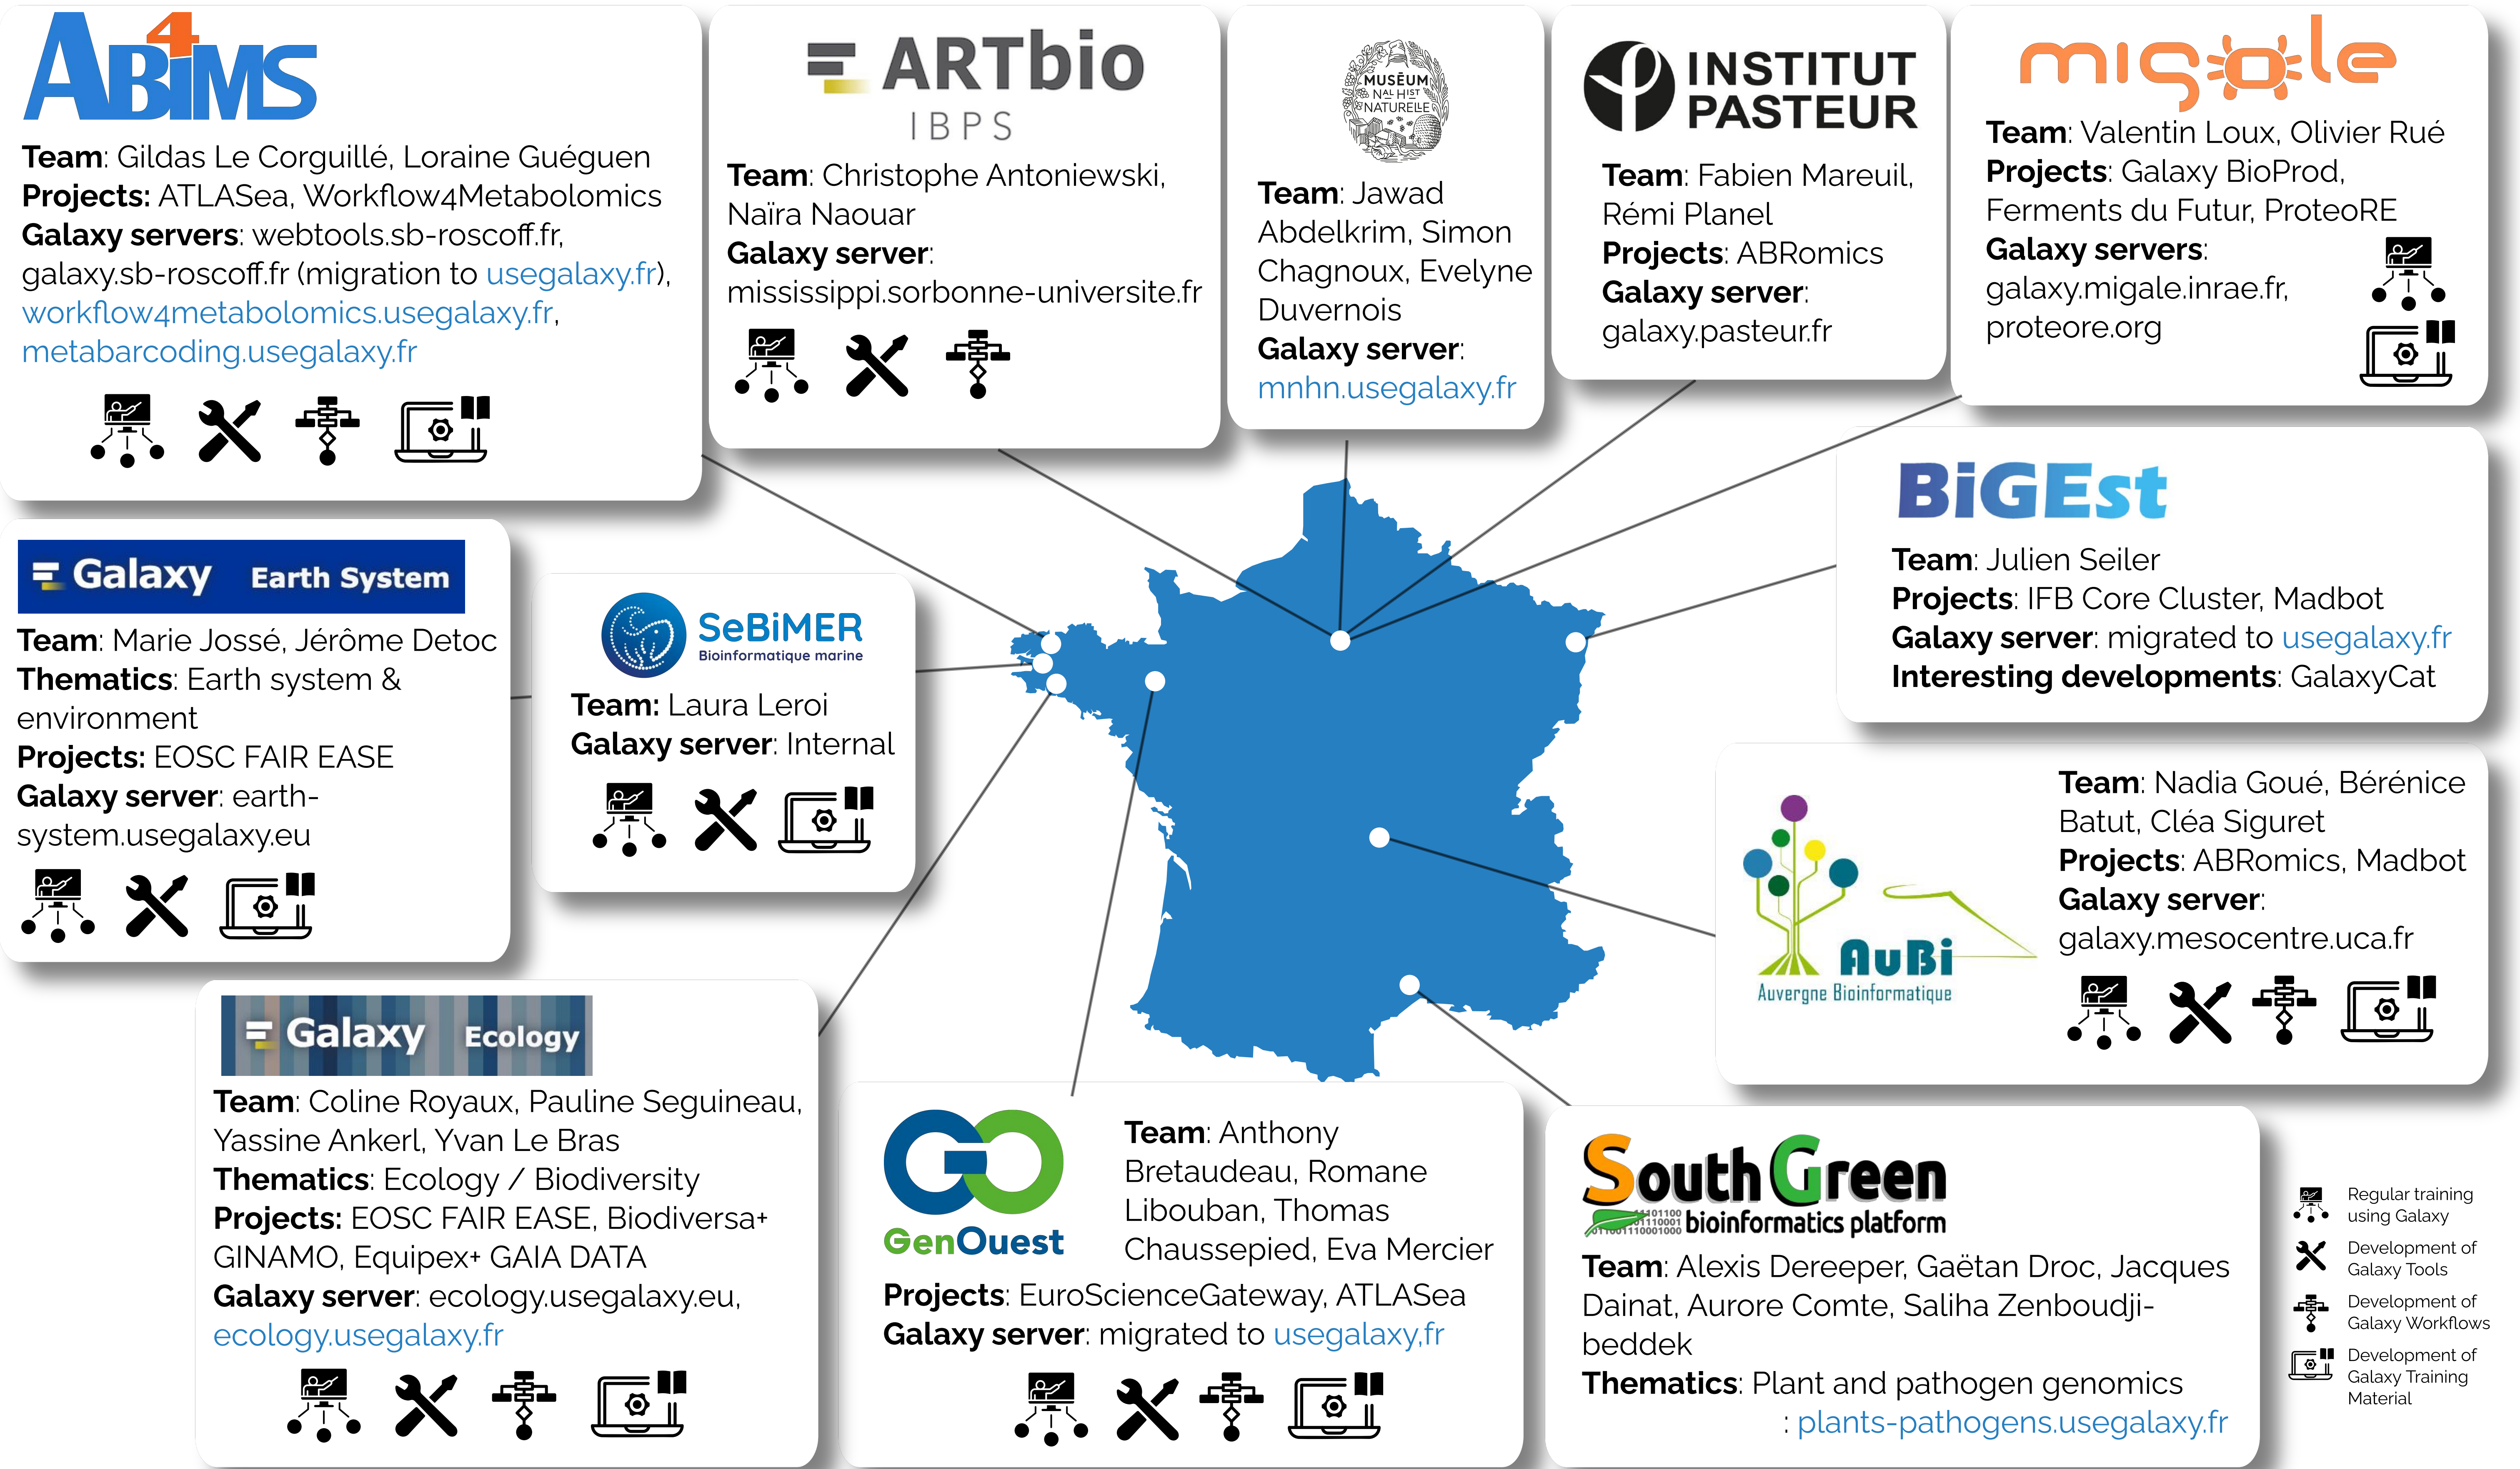 AB4iMS
Team: Gildas Le Corguillé, Loraine Guéguen
Projects: ATLASea, Workflow4Metabolomics
Galaxy servers: webtools.sb-roscoff.fr,
galaxy.sb-roscoff.fr (migration to usegalaxy.fr),
workflow4metabolomics.usegalaxy.fr,
metabarcoding.usegalaxy.fr
ARTbio
IBPS
Team: Christophe Antoniewski,
Naïra Naouar
Galaxy server:
mississippi.sorbonne-universite.fr
MUSÉUM
NAL HIST
NATURELLE
Team: Jawad
Abdelkrim, Simon
Chagnoux, Evelyne
Duvernois
Galaxy server:
mnhn.usegalaxy.fr
INSTITUT
PASTEUR
Team: Fabien Mareuil,
Rémi Planel
Projects: ABRomics
Galaxy server:
galaxy.pasteur.fr
migale
Team: Valentin Loux, Olivier Rué
Projects: Galaxy BioProd,
Ferments du Futur, ProteoRE
Galaxy servers:
galaxy.migale.inrae.fr,
proteore.org
BiGEst
Team: Julien Seiler
Projects: IFB Core Cluster, Madbot
Galaxy server: migrated to usegalaxy.fr
Interesting developments: GalaxyCat
Galaxy Earth System
Team: Marie Jossé, Jérôme Detoc
Thematics: Earth system &
environment
Projects: EOSC FAIR EASE
Galaxy server: earth-
system.usegalaxy.eu
SeBiMER
Bioinformatique marine
Team: Laura Leroi
Galaxy server: Internal
AuBi
Auvergne Bioinformatique
Team: Nadia Goué, Bérénice
Batut, Cléa Siguret
Projects: ABRomics, Madbot
Galaxy server:
galaxy.mesocentre.uca.fr
Galaxy Ecology
Team: Coline Royaux, Pauline Seguineau,
Yassine Ankerl, Yvan Le Bras
Thematics: Ecology / Biodiversity
Projects: EOSC FAIR EASE, Biodiversa+
GINAMO, Equipex+ GAIA DATA
Galaxy server: ecology.usegalaxy.eu,
ecology.usegalaxy.fr
GO
GenOuest
Team: Anthony
Bretaudeau, Romane
Libouban, Thomas
Chaussepied, Eva Mercier
Projects: EuroScienceGateway, ATLASea
Galaxy server: migrated to usegalaxy,fr
South Green
bioinformatics platform
Team: Alexis Dereeper, Gaëtan Droc, Jacques
Dainat, Aurore Comte, Saliha Zenboudji-
beddek
Thematics: Plant and pathogen genomics
: plants-pathogens.usegalaxy.fr
Regular training
using Galaxy
Development of
Galaxy Tools
Development of
Galaxy Workflows
Development of
Galaxy Training
Material